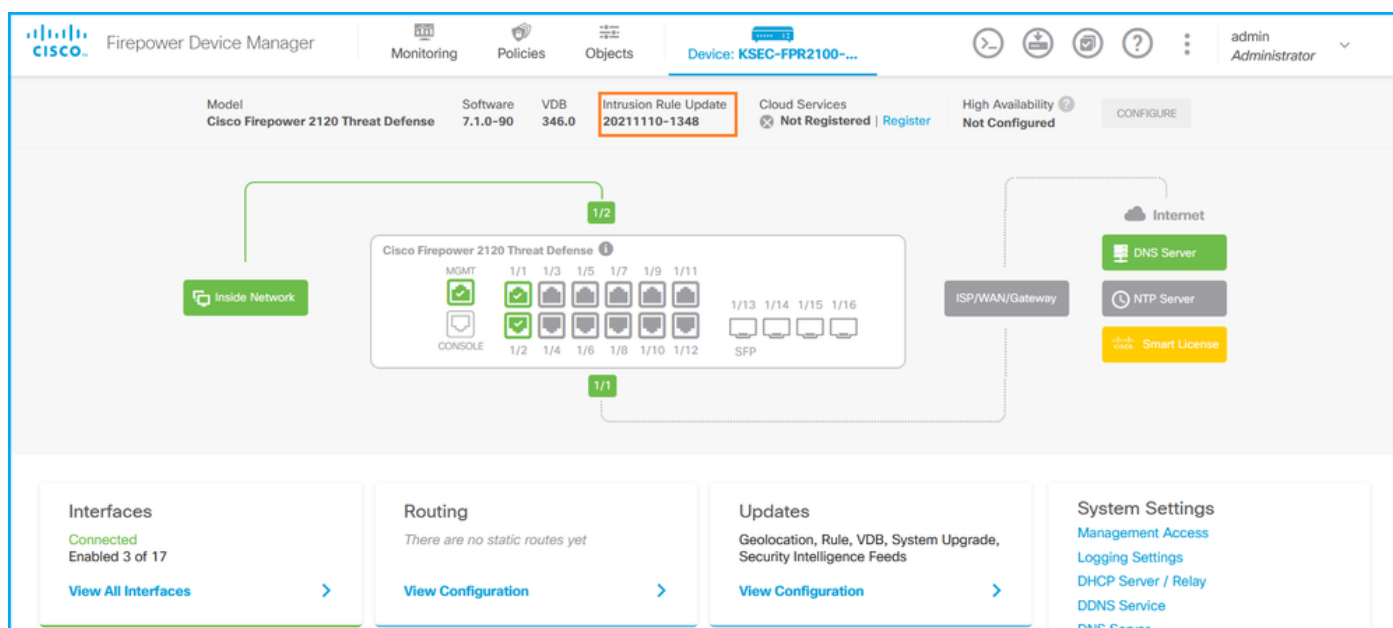 CISCO
Firepower Device Manager
Monitoring
Policies
Objects
Device: KSEC-FPR2100-...
admin
Administrator
Model
Cisco Firepower 2120 Threat Defense
Software
7.1.0-90
VDB
346.0
Intrusion Rule Update
20211110-1348
Cloud Services
Not Registered | Register
High Availability ?
Not Configured
CONFIGURE
1/2
Internet
Cisco Firepower 2120 Threat Defense
MGMT 1/1 1/3 1/5 1/7 1/9 1/11
DNS Server
Inside Network
ISP/WAN/Gateway
NTP Server
1/13 1/14 1/15 1/16
CONSOLE 1/2 1/4 1/6 1/8 1/10 1/12
SFP
Smart License
1/1
Interfaces
Connected
Enabled 3 of 17
View All Interfaces
Routing
There are no static routes yet
View Configuration
Updates
Geolocation, Rule, VDB, System Upgrade,
Security Intelligence Feeds
View Configuration
System Settings
Management Access
Logging Settings
DHCP Server / Relay
DDNS Service
DNS Server